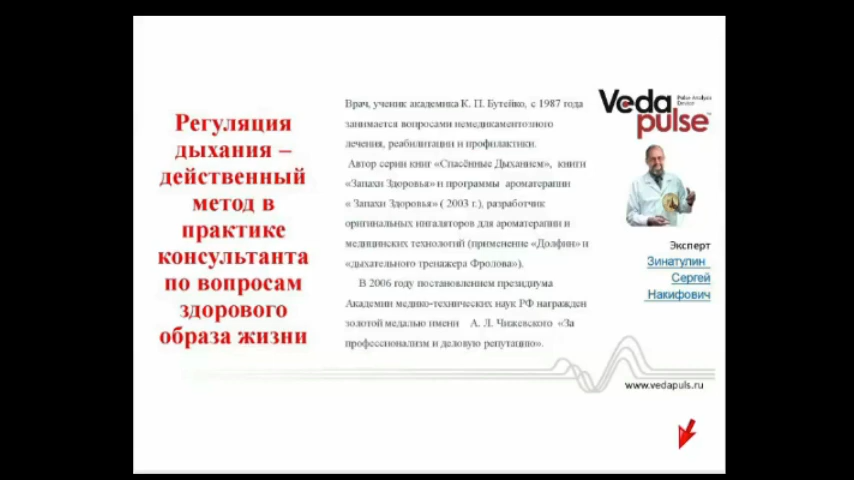 Регуляция
дыхания –
действенный
метод в
практике
консультанта
по вопросам
здорового
образа жизни
Врач, ученик академика К. П. Бутейко, с 1987 года
занимается вопросами немедикаментозного
лечения, реабилитации и профилактики.
Автор серии книг «Спасённые Дыханием», книги
«Запахи Здоровья» и программы ароматерапии
« Запахи Здоровья» ( 2003 г.), разработчик
оригинальных ингаляторов для ароматерапии и
медицинских технологий (применение «Долфин» и
«дыхательного тренажера Фролова»).
В 2006 году постановлением президиума
Академии медико-технических наук РФ награжден
золотой медалью имени А. Л. Чижевского «За
профессионализм и деловую репутацию».
Veda
pulse™
Pulse Analysis
Device
Эксперт
Зинатулин
Сергей
Накифович
www.vedapuls.ru